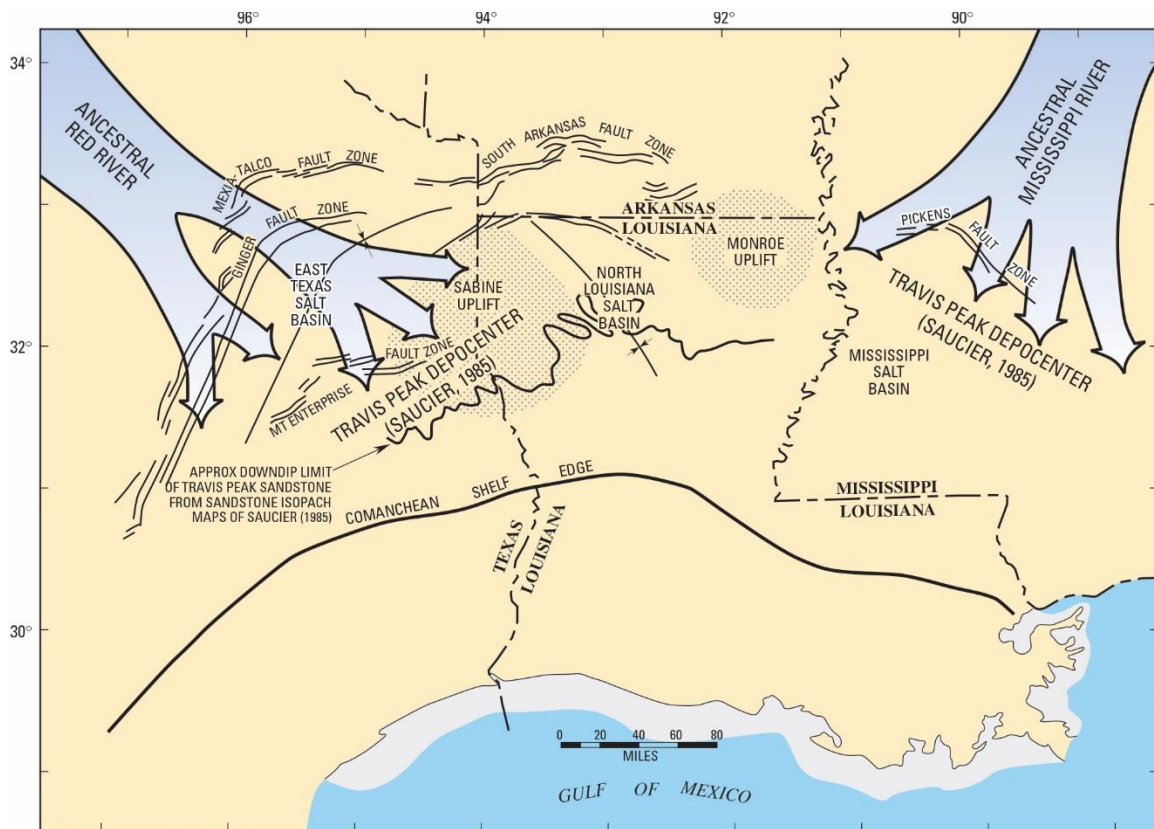 96°
94°
92°
90°
34°
32°
30°
ANCESTRAL
RED RIVER
ANCESTRAL
MISSISSIPPI RIVER
MEXIA-TALCO FAULT ZONE
SOUTH ARKANSAS FAULT ZONE
GINGER FAULT ZONE
ARKANSAS
LOUISIANA
MONROE
UPLIFT
PICKENS FAULT ZONE
EAST
TEXAS
SALT
BASIN
SABINE
UPLIFT
NORTH
LOUISIANA
SALT
BASIN
TRAVIS PEAK DEPOCENTER
(SAUCIER, 1985)
MISSISSIPPI
SALT
BASIN
MT ENTERPRISE FAULT ZONE
TRAVIS PEAK DEPOCENTER
(SAUCIER, 1985)
APPROX DOWNDIP LIMIT
OF TRAVIS PEAK SANDSTONE
FROM SANDSTONE ISOPACH
MAPS OF SAUCIER (1985)
COMANCHEAN SHELF EDGE
MISSISSIPPI
LOUISIANA
TEXAS
LOUISIANA
0 20 40 60 80
MILES
GULF OF MEXICO